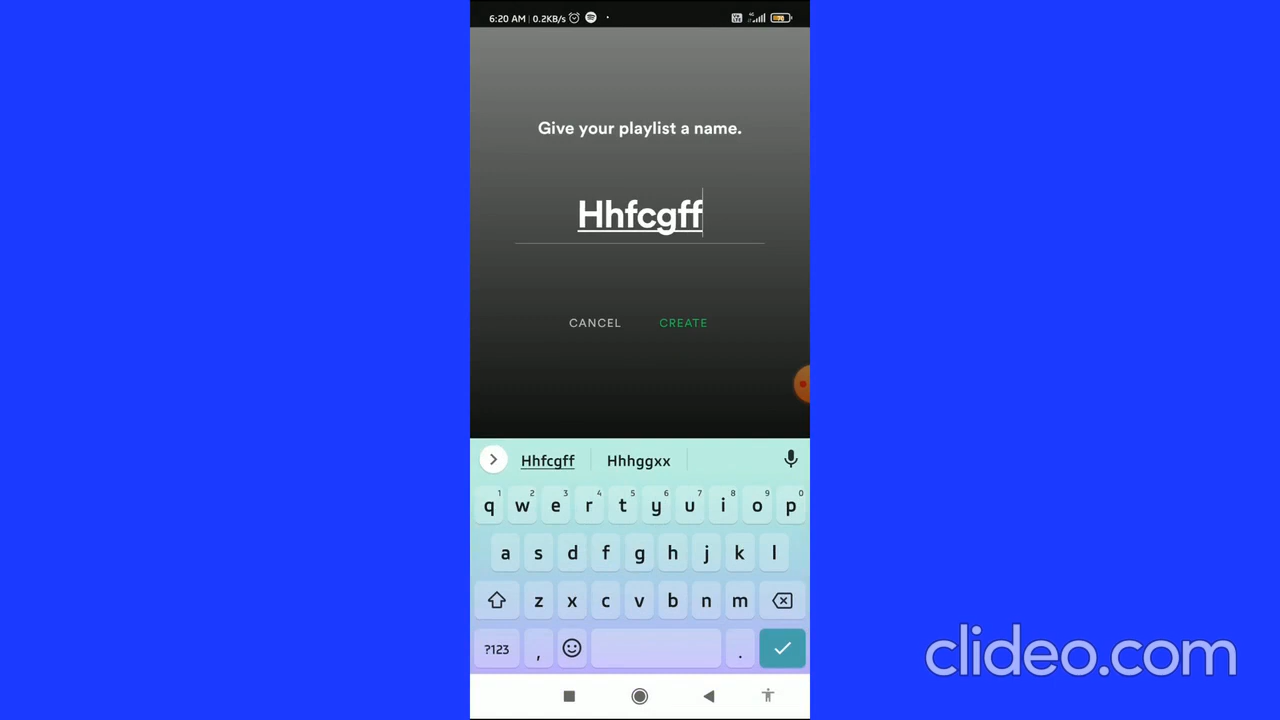 6:20 AM | 0.2KB/s
Give your playlist a name.
Hhfcgff
CANCEL CREATE
Hhfcgff Hhhggxx
1 2 3 4 5 6 7 8 9 0
q w e r t y u i o p
a s d f g h j k l
z x c v b n m
?123 , .
clideo.com